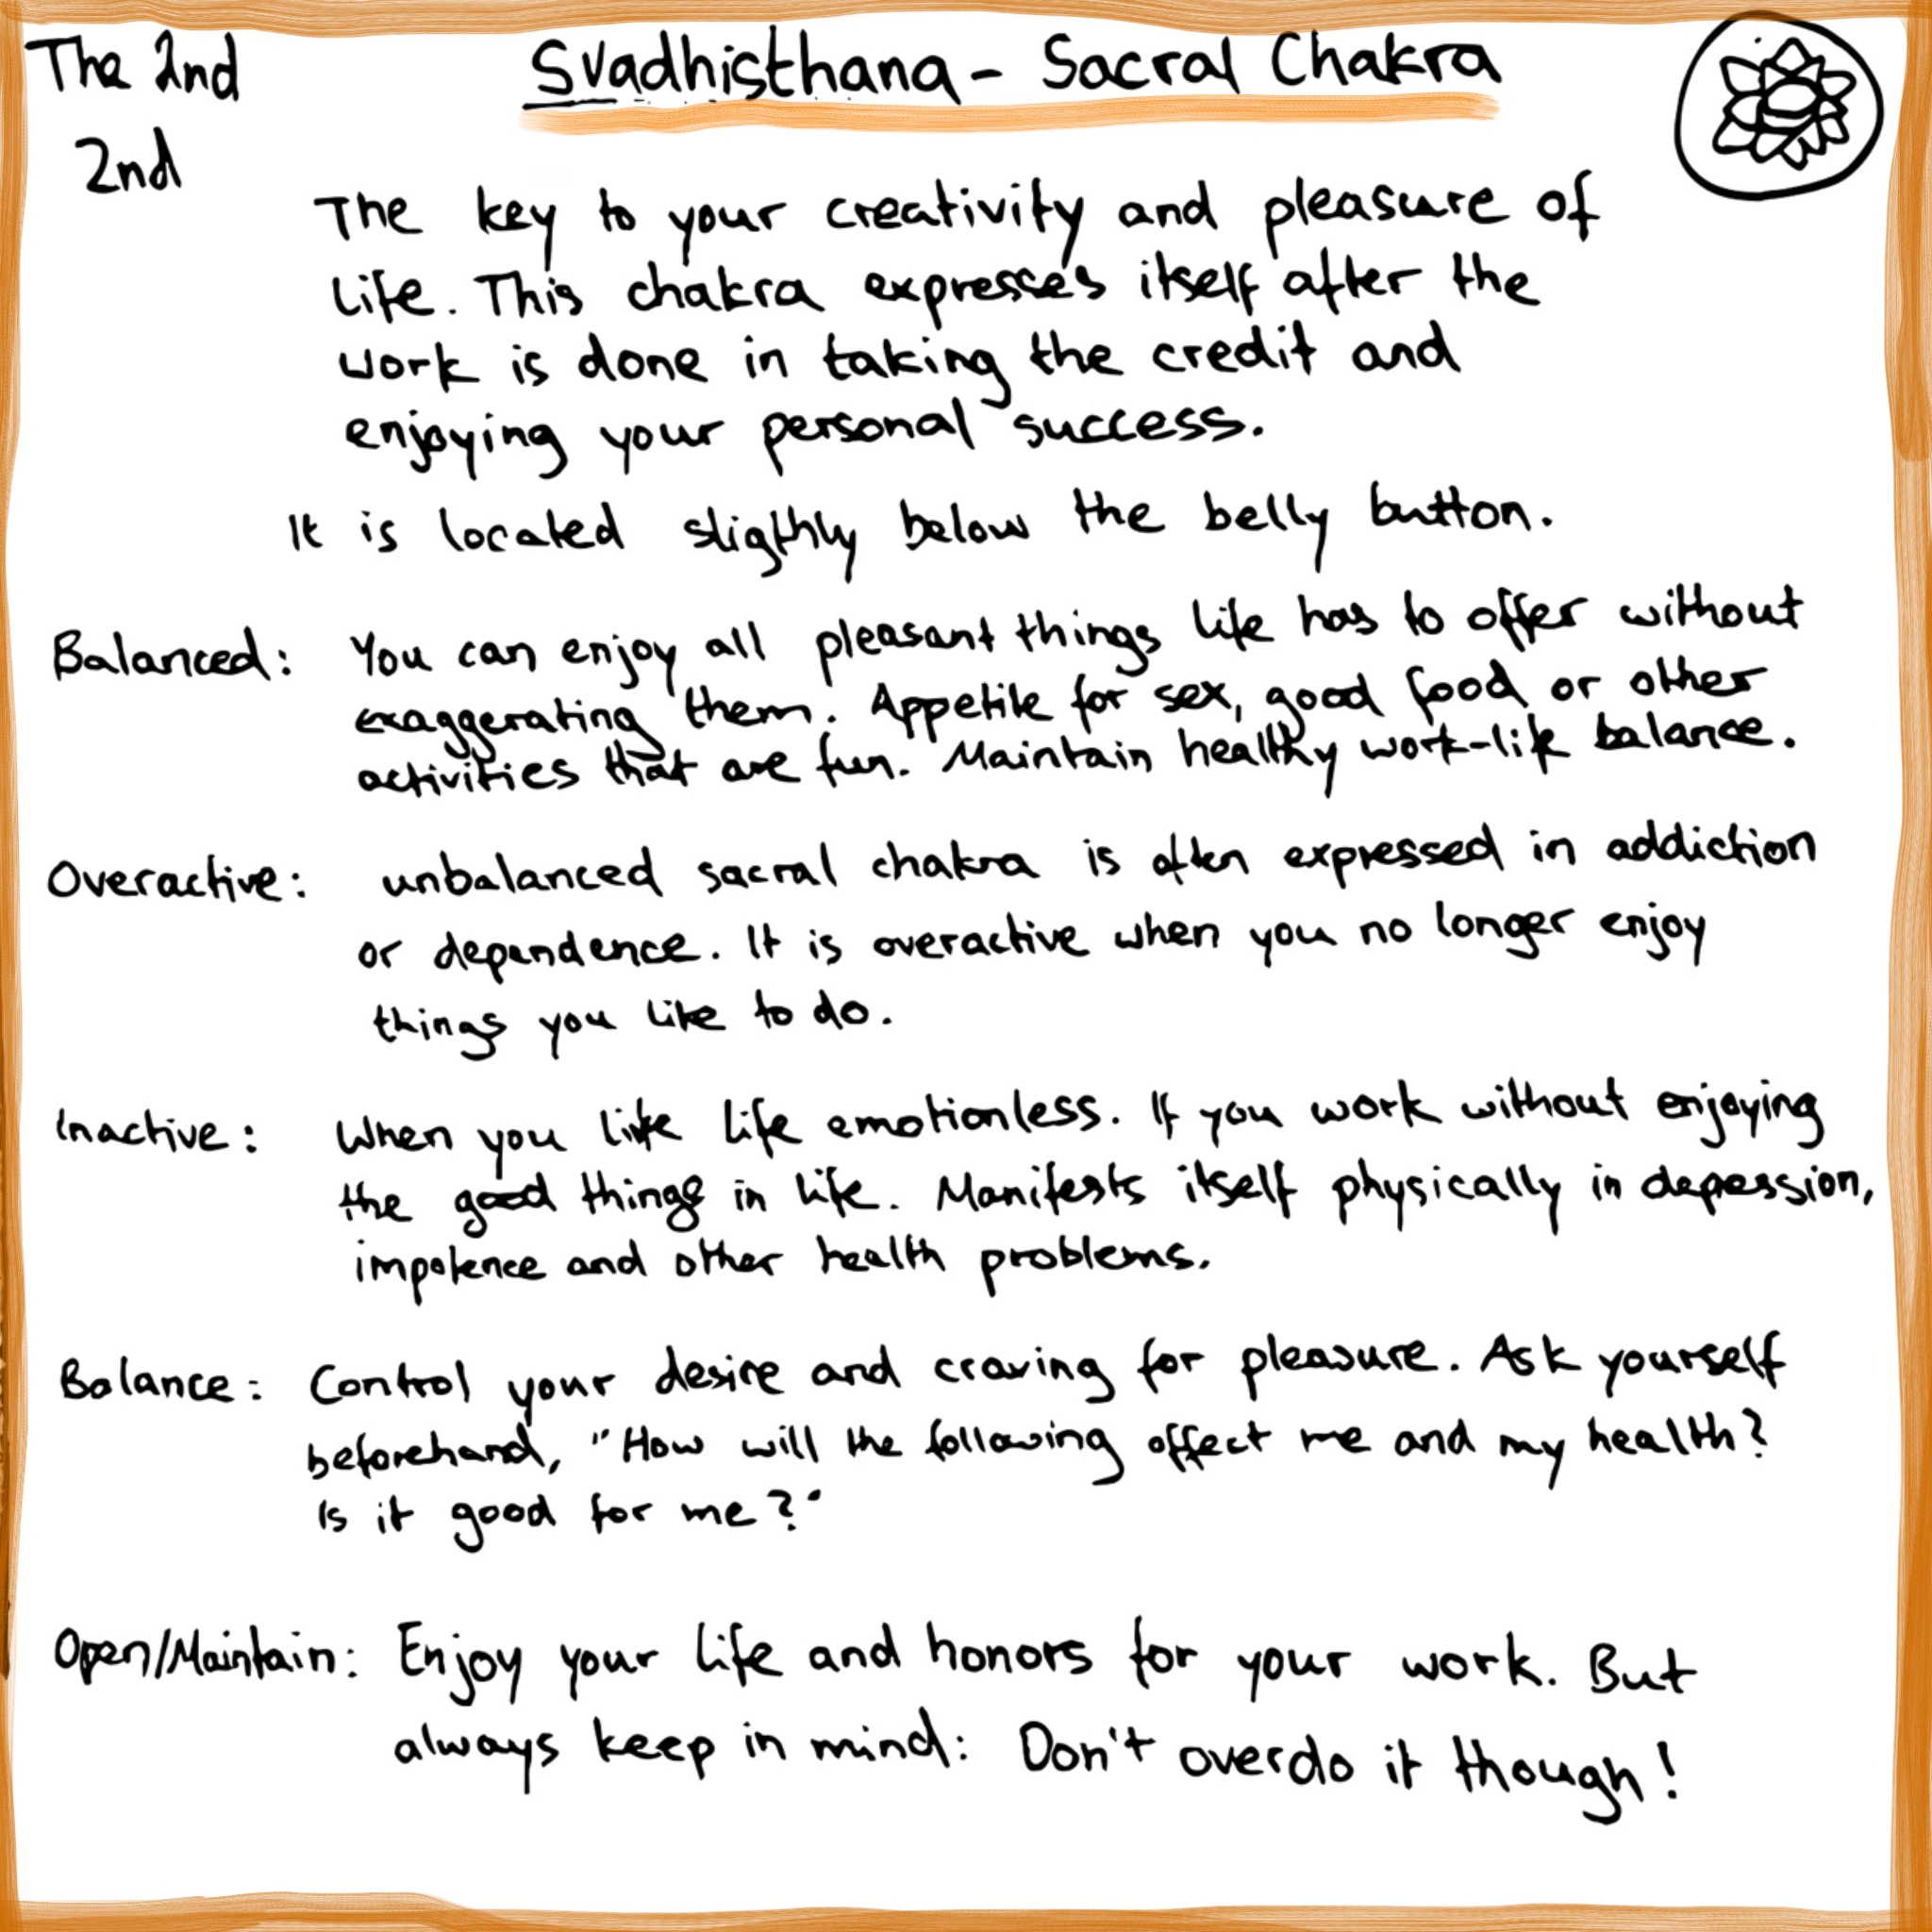 The 2nd
Svadhisthana - Sacral Chakra
2nd
The key to your creativity and pleasure of
life. This chakra expresses itself after the
work is done in taking the credit and
enjoying your personal success.
It is located sligthly below the belly button.
Balanced: You can enjoy all pleasant things life has to offer without
exaggerating them. Appetite for sex, good food or other
activities that are fun. Maintain healthy work-life balance.
Overactive: unbalanced sacral chakra is often expressed in addiction
or dependence. It is overactive when you no longer enjoy
things you like to do.
Inactive: When you live life emotionless. If you work without enjoying
the good things in life. Manifests itself physically in depression,
impotence and other health problems.
Balance: Control your desire and craving for pleasure. Ask yourself
beforehand, "How will the following affect me and my health?
Is it good for me?"
Open/Maintain: Enjoy your life and honors for your work. But
always keep in mind: Don't overdo it though!